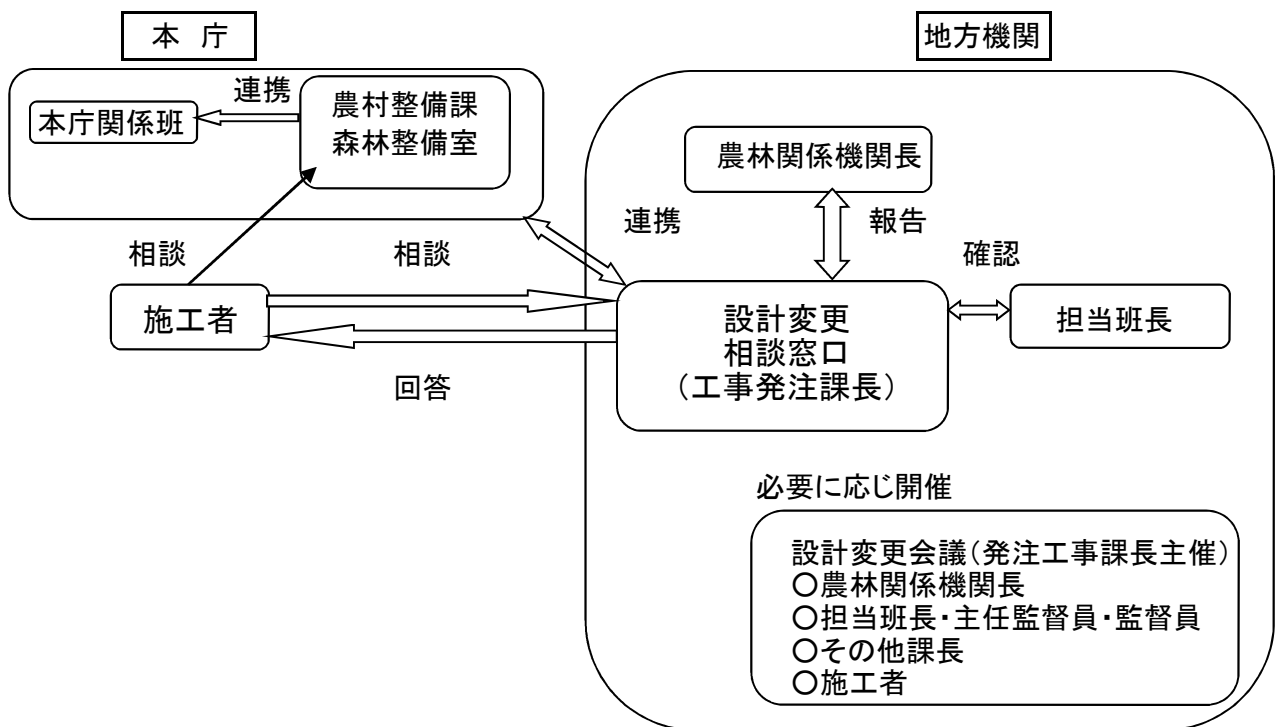 本 庁
地方機関
連携
本庁関係班
農村整備課
森林整備室
農林関係機関長
連携
報告
相談
相談
確認
施工者
設計変更
相談窓口
(工事発注課長)
担当班長
回答
必要に応じ開催
設計変更会議(発注工事課長主催)
○農林関係機関長
○担当班長・主任監督員・監督員
○その他課長
○施工者